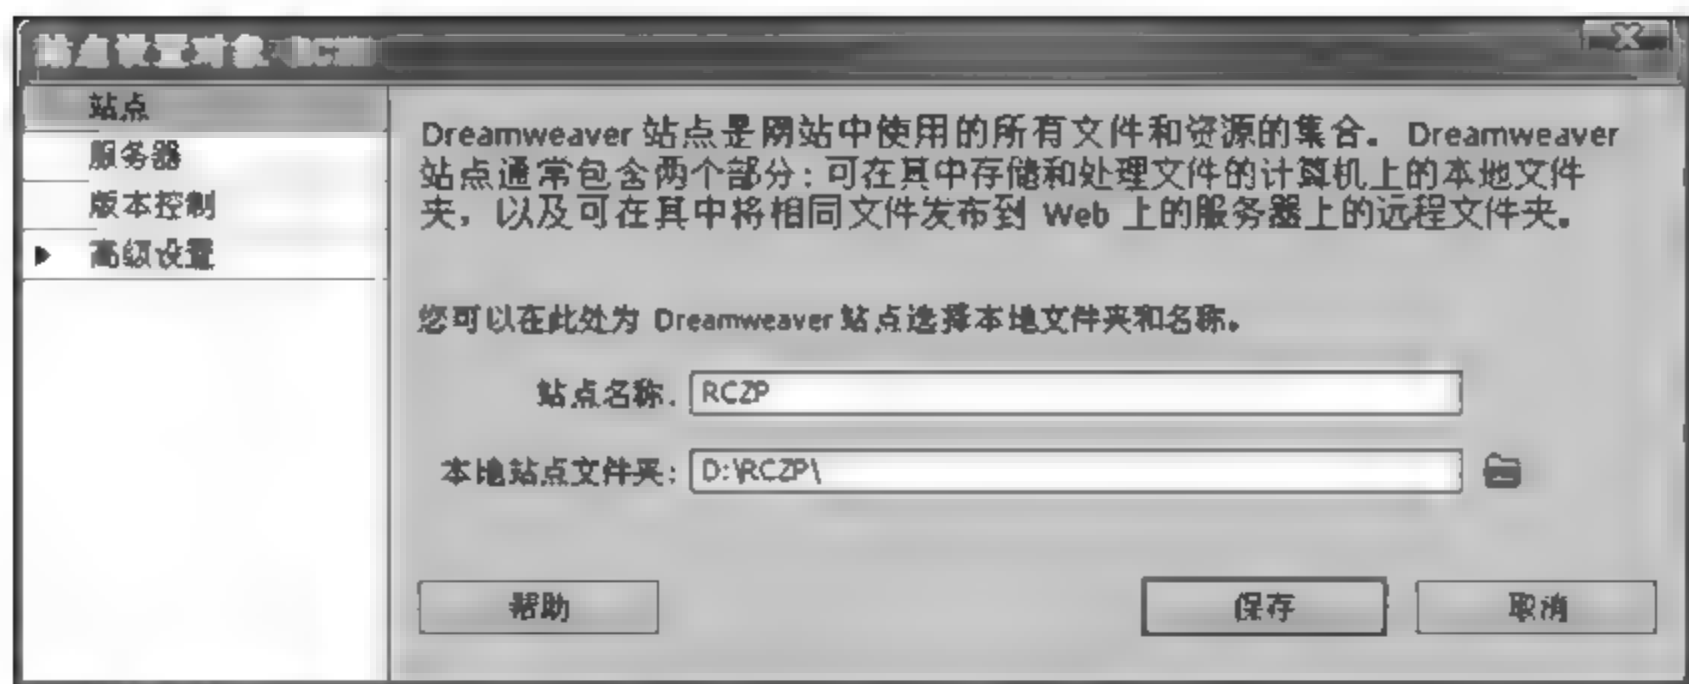 站点设置对象
站点
服务器
版本控制
高级设置
Dreamweaver 站点是网站中使用的所有文件和资源的集合。 Dreamweaver
站点通常包含两个部分:可在其中存储和处理文件的计算机上的本地文件
夹，以及可在其中将相同文件发布到 Web 上的服务器上的远程文件夹。
您可以在此处为 Dreamweaver 站点选择本地文件夹和名称。
站点名称: RCZP
本地站点文件夹: D:\RCZP\
帮助 保存 取消